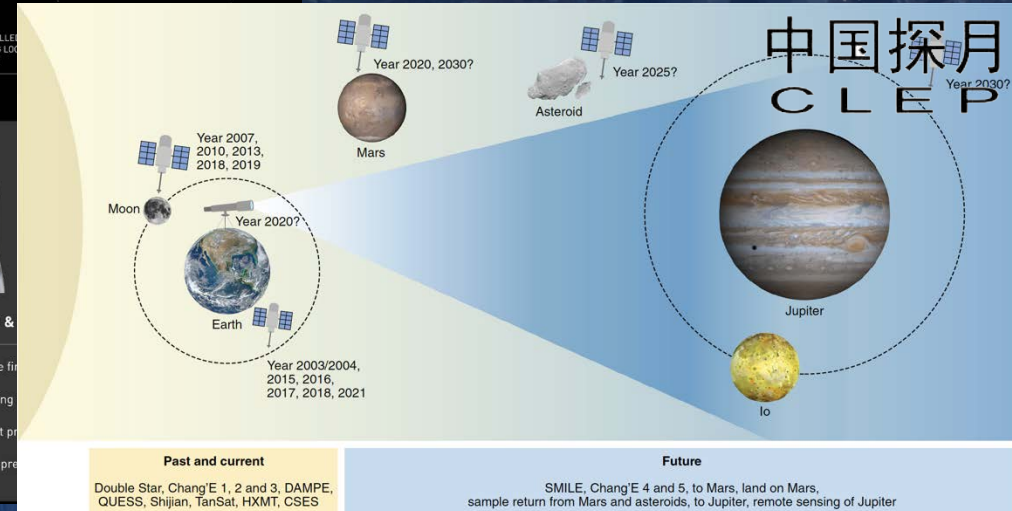 中国探月
CLEP
Year 2020, 2030?
Mars
Year 2025?
Asteroid
Year 2030?
Year 2007,
2010, 2013,
2018, 2019
Moon
Year 2020?
Earth
Year 2003/2004,
2015, 2016,
2017, 2018, 2021
Jupiter
Io
&
Past and current
Double Star, Chang'E 1, 2 and 3, DAMPE,
QUESS, Shijian, TanSat, HXMT, CSES
Future
SMILE, Chang'E 4 and 5, to Mars, land on Mars,
sample return from Mars and asteroids, to Jupiter, remote sensing of Jupiter